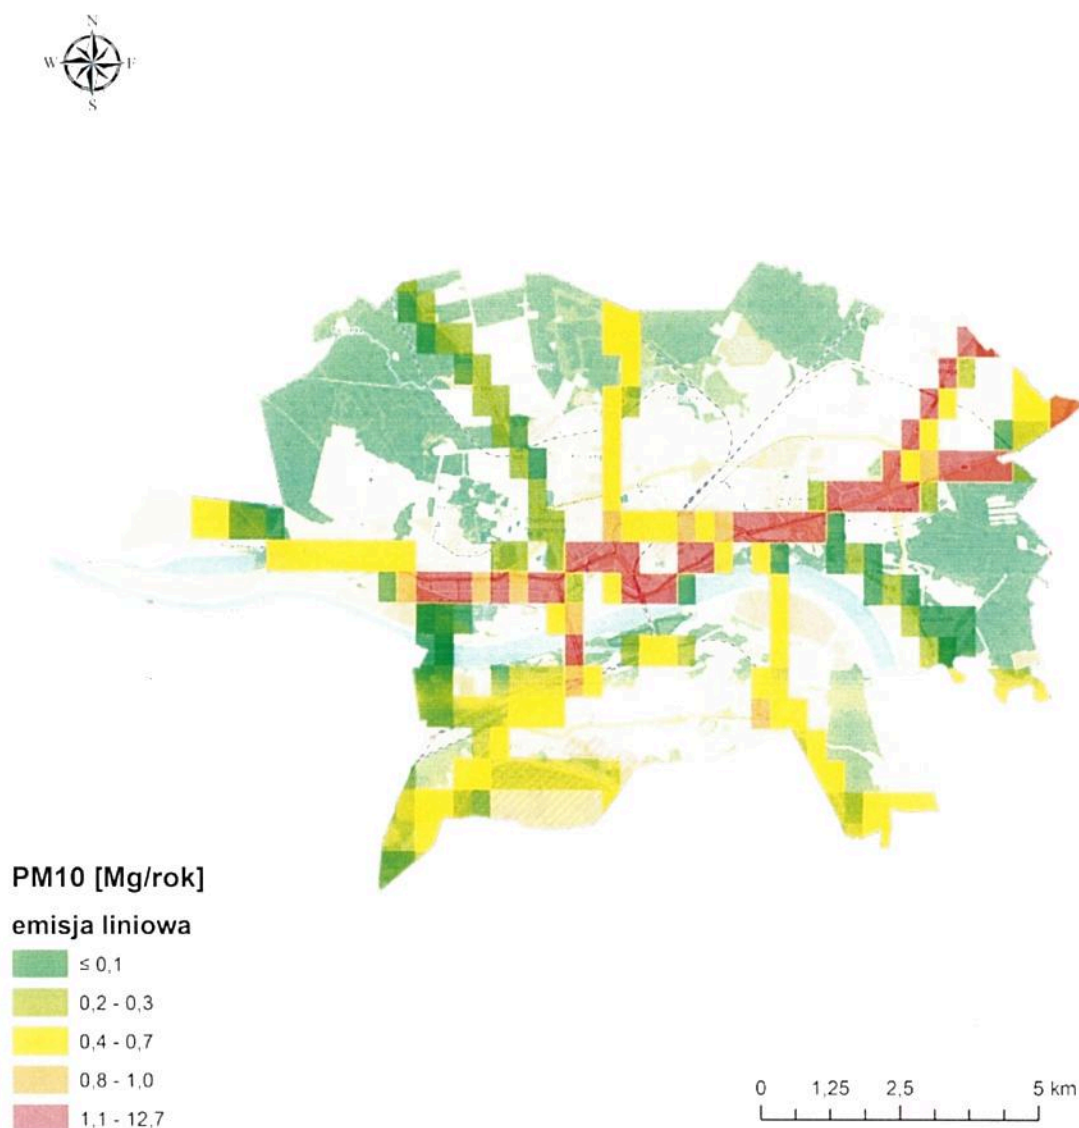 N
W E
S
PM10 [Mg/rok]
emisja liniowa
≤ 0,1
0,2 - 0,3
0,4 - 0,7
0,8 - 1,0
1,1 - 12,7
0 1,25 2,5 5 km